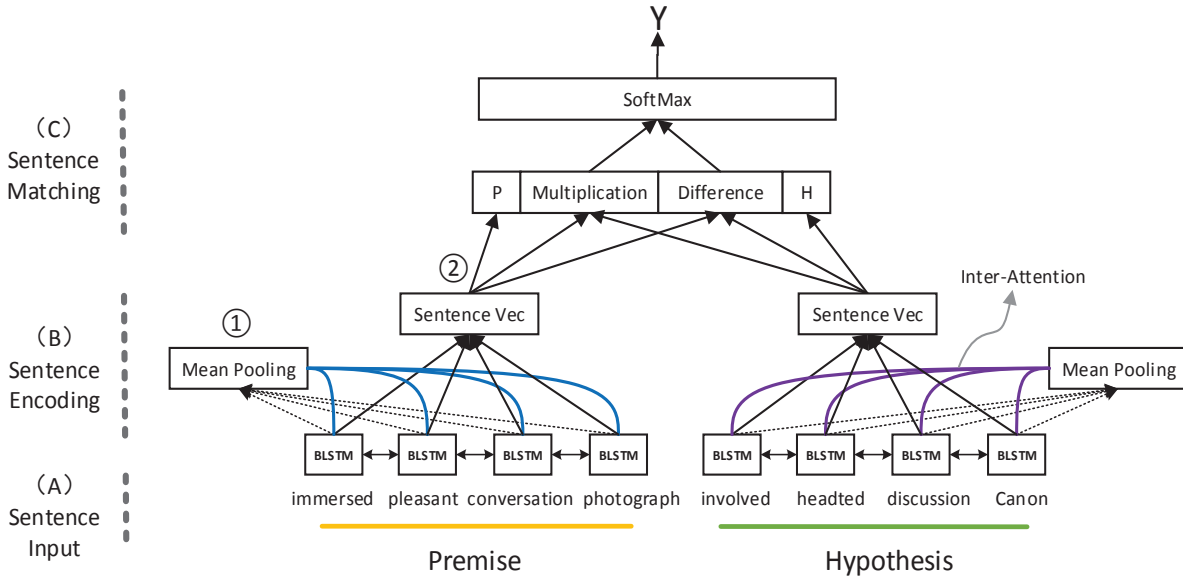 Y
SoftMax
(C)
Sentence
Matching
P Multiplication Difference H
②
Inter-Attention
Sentence Vec Sentence Vec
①
(B)
Sentence
Encoding
Mean Pooling Mean Pooling
BLSTM BLSTM BLSTM BLSTM BLSTM BLSTM BLSTM BLSTM
(A)
Sentence
Input
immersed pleasant conversation photograph involved headted discussion Canon
Premise Hypothesis